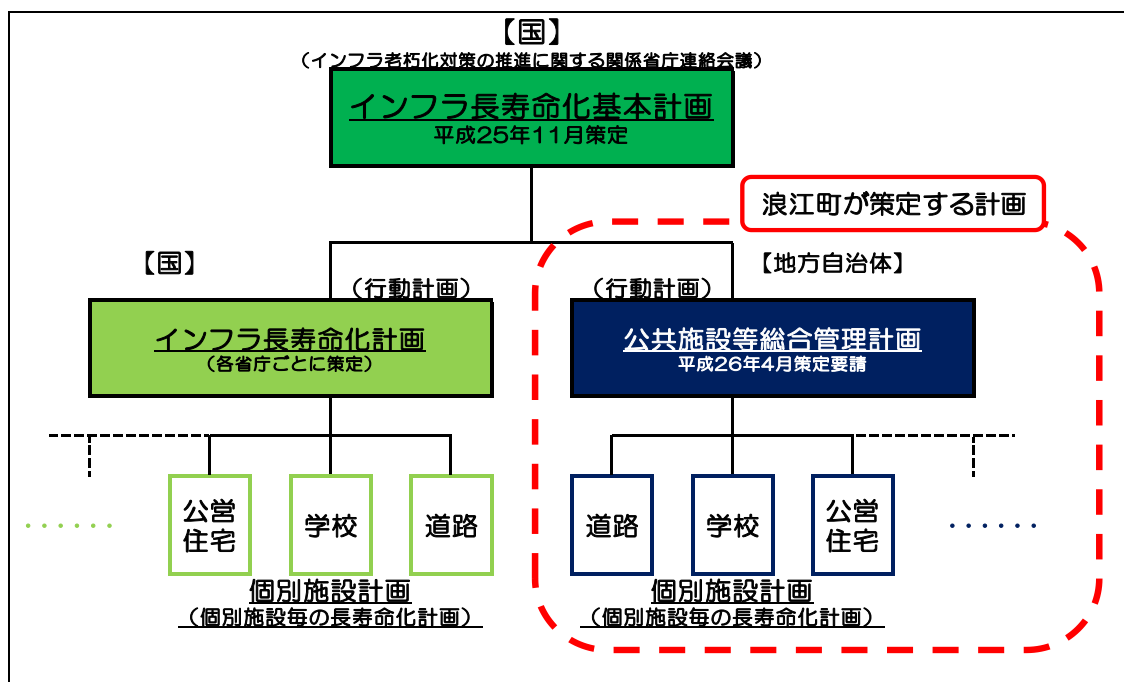 【国】
（インフラ老朽化対策の推進に関する関係省庁連絡会議）
インフラ長寿命化基本計画
平成25年11月策定
浪江町が策定する計画
【国】
（行動計画）
インフラ長寿命化計画
（各省庁ごとに策定）
【地方自治体】
（行動計画）
公共施設等総合管理計画
平成26年4月策定要請
・・・・・・
公営
住宅
学校
道路
個別施設計画
（個別施設毎の長寿命化計画）
道路
学校
公営
住宅
・・・・・・
個別施設計画
（個別施設毎の長寿命化計画）